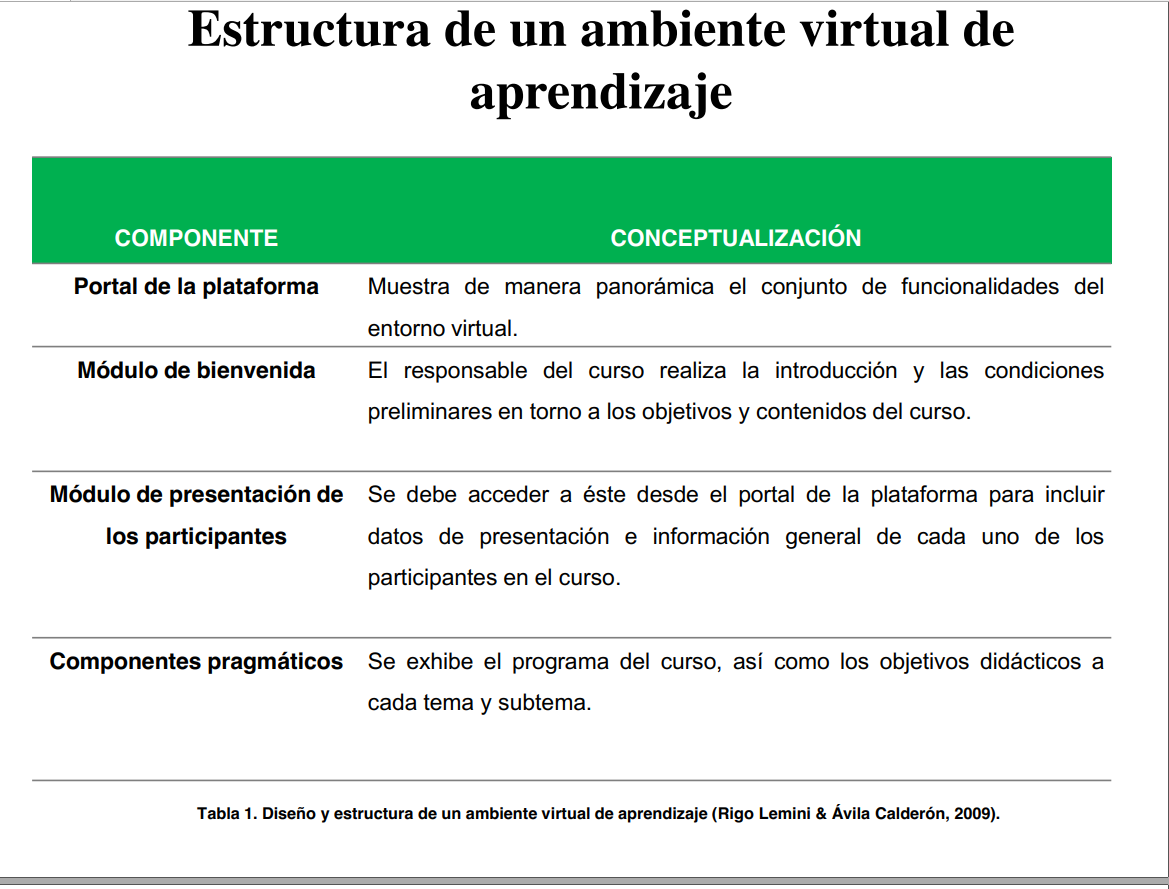 Estructura de un ambiente virtual de
aprendizaje
COMPONENTE CONCEPTUALIZACIÓN
Portal de la plataforma Muestra de manera panorámica el conjunto de funcionalidades del
entorno virtual.
Módulo de bienvenida El responsable del curso realiza la introducción y las condiciones
preliminares en torno a los objetivos y contenidos del curso.
Módulo de presentación de Se debe acceder a éste desde el portal de la plataforma para incluir
los participantes datos de presentación e información general de cada uno de los
participantes en el curso.
Componentes pragmáticos Se exhibe el programa del curso, así como los objetivos didácticos a
cada tema y subtema.
Tabla 1. Diseño y estructura de un ambiente virtual de aprendizaje (Rigo Lemini & Ávila Calderón, 2009).